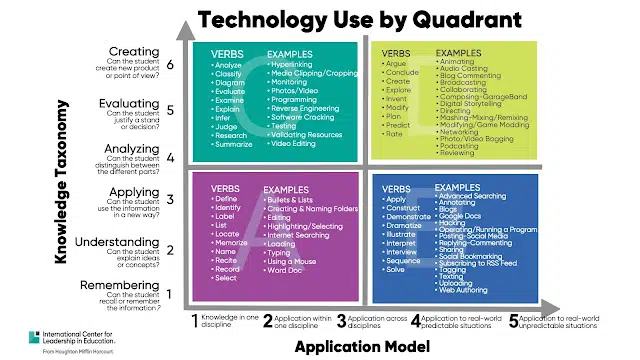 Technology Use by Quadrant
Knowledge Taxonomy
Creating
Can the student
create new product
or point of view?
6
Evaluating
Can the student
justify a stand
or decision?
5
Analyzing
Can the student
distinguish between
the different parts?
4
Applying
Can the student
use the information
in a new way?
3
Understanding
Can the student
explain ideas
or concepts?
2
Remembering
Can the student
recall or remember
the information.?
1
C
VERBS
• Analyze
• Classify
• Diagram
• Evaluate
• Examine
• Explain
• Infer
• Judge
• Research
• Summarize
EXAMPLES
• Hyperlinking
• Media Clipping/Cropping
• Monitoring
• Photos/Video
• Programming
• Reverse Engineering
• Software Cracking
• Testing
• Validating Resources
• Video Editing
D
VERBS
• Argue
• Conclude
• Create
• Explore
• Invent
• Modify
• Plan
• Predict
• Rate
EXAMPLES
• Animating
• Audio Casting
• Blog Commenting
• Broadcasting
• Collaborating
• Composing-GarageBand
• Digital Storytelling
• Directing
• Mashing-Mixing/Remixing
• Modifying/Game Modding
• Networking
• Photo/Video Blogging
• Podcasting
• Reviewing
A
VERBS
• Define
• Identify
• Label
• List
• Locate
• Memorize
• Name
• Recite
• Record
• Select
EXAMPLES
• Bullets & Lists
• Creating & Naming Folders
• Editing
• Highlighting/Selecting
• Internet Searching
• Loading
• Typing
• Using a Mouse
• Word Doc
B
VERBS
• Apply
• Construct
• Demonstrate
• Dramatize
• Illustrate
• Interpret
• Interview
• Sequence
• Solve
EXAMPLES
• Advanced Searching
• Annotating
• Blogs
• Google Docs
• Hacking
• Operating/Running a Program
• Posting-Social Media
• Replying-Commenting
• Sharing
• Social Bookmarking
• Subscribing to RSS Feed
• Tagging
• Texting
• Uploading
• Web Authoring
1 Knowledge in one
discipline
2 Application within
one discipline
3 Application across
disciplines
4 Application to real-world
predictable situations
5 Application to real-world
unpredictable situations
Application Model
International Center for
Leadership in Education.
From Houghton Mifflin Harcourt.